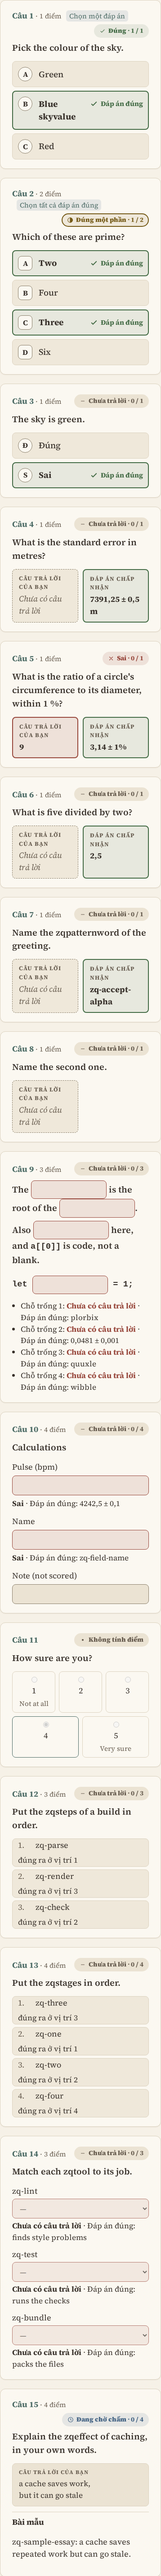 Câu 1 · 1 điểm Chọn một đáp án
✓ Đúng · 1 / 1
Pick the colour of the sky.
A Green
B Blue ✓ Đáp án đúng
skyvalue
C Red
Câu 2 · 2 điểm
Chọn tất cả đáp án đúng
Đúng một phần · 1 / 2
Which of these are prime?
A Two ✓ Đáp án đúng
B Four
C Three ✓ Đáp án đúng
D Six
Câu 3 · 1 điểm – Chưa trả lời · 0 / 1
The sky is green.
Đ Đúng
S Sai ✓ Đáp án đúng
Câu 4 · 1 điểm – Chưa trả lời · 0 / 1
What is the standard error in
metres?
CÂU TRẢ LỜI
CỦA BẠN
Chưa có câu
trả lời
ĐÁP ÁN CHẤP
NHẬN
7391,25 ± 0,5
m
Câu 5 · 1 điểm × Sai · 0 / 1
What is the ratio of a circle's
circumference to its diameter,
within 1 %?
CÂU TRẢ LỜI
CỦA BẠN
9
ĐÁP ÁN CHẤP
NHẬN
3,14 ± 1%
Câu 6 · 1 điểm – Chưa trả lời · 0 / 1
What is five divided by two?
CÂU TRẢ LỜI
CỦA BẠN
Chưa có câu
trả lời
ĐÁP ÁN CHẤP
NHẬN
2,5
Câu 7 · 1 điểm – Chưa trả lời · 0 / 1
Name the zqpatternword of the
greeting.
CÂU TRẢ LỜI
CỦA BẠN
Chưa có câu
trả lời
ĐÁP ÁN CHẤP
NHẬN
zq-accept-
alpha
Câu 8 · 1 điểm – Chưa trả lời · 0 / 1
Name the second one.
CÂU TRẢ LỜI
CỦA BẠN
Chưa có câu
trả lời
Câu 9 · 3 điểm – Chưa trả lời · 0 / 3
The is the
root of the .
Also here,
and a[[0]] is code, not a
blank.
let = 1;
• Chỗ trống 1: Chưa có câu trả lời ·
Đáp án đúng: plorbix
• Chỗ trống 2: Chưa có câu trả lời ·
Đáp án đúng: 0,0481 ± 0,001
• Chỗ trống 3: Chưa có câu trả lời ·
Đáp án đúng: quuxle
• Chỗ trống 4: Chưa có câu trả lời ·
Đáp án đúng: wibble
Câu 10 · 4 điểm – Chưa trả lời · 0 / 4
Calculations
Pulse (bpm)
Sai · Đáp án đúng: 4242,5 ± 0,1
Name
Sai · Đáp án đúng: zq-field-name
Note (not scored)
Câu 11 • Không tính điểm
How sure are you?
1
Not at all
2
3
4
5
Very sure
Câu 12 · 3 điểm – Chưa trả lời · 0 / 3
Put the zqsteps of a build in
order.
1. zq-parse
đúng ra ở vị trí 1
2. zq-render
đúng ra ở vị trí 3
3. zq-check
đúng ra ở vị trí 2
Câu 13 · 4 điểm – Chưa trả lời · 0 / 4
Put the zqstages in order.
1. zq-three
đúng ra ở vị trí 3
2. zq-one
đúng ra ở vị trí 1
3. zq-two
đúng ra ở vị trí 2
4. zq-four
đúng ra ở vị trí 4
Câu 14 · 3 điểm – Chưa trả lời · 0 / 3
Match each zqtool to its job.
zq-lint
—
Chưa có câu trả lời · Đáp án đúng:
finds style problems
zq-test
—
Chưa có câu trả lời · Đáp án đúng:
runs the checks
zq-bundle
—
Chưa có câu trả lời · Đáp án đúng:
packs the files
Câu 15 · 4 điểm
Đang chờ chấm · 0 / 4
Explain the zqeffect of caching,
in your own words.
CÂU TRẢ LỜI CỦA BẠN
a cache saves work,
but it can go stale
Bài mẫu
zq-sample-essay: a cache saves
repeated work but can go stale.